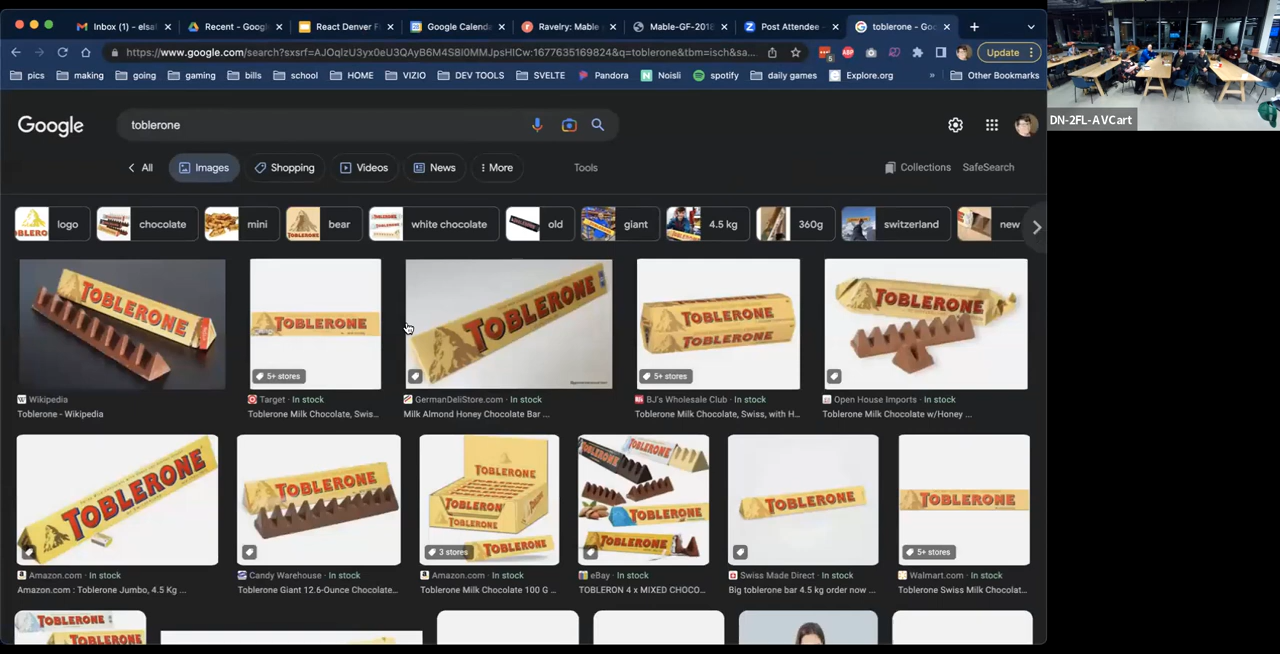 Inbox (1) – elsal
Recent - Google
React Denver F
Google Calenda
Ravelry: Mable
Mable-GF-2018
Post Attendee -
toblerone - Goo
https://www.google.com/search?sxsrf=AJOqlzU3yx0eU3QAyB6M4S8I0MMJpsHlCw:1677635169824&q=toblerone&tbm=isch&sa...
5
ABP
Update
pics
making
going
gaming
bills
school
HOME
VIZIO
DEV TOOLS
SVELTE
Pandora
Noisli
spotify
daily games
Explore.org
»
Other Bookmarks
DN-2FL-AVCart
Google
toblerone
All
Images
Shopping
Videos
News
More
Tools
Collections
SafeSearch
logo
chocolate
mini
bear
white chocolate
old
giant
4.5 kg
360g
switzerland
new
TOBLERONE
TOBLERONE
TOBLERONE
TOBLERONE
TOBLERONE
TOBLERONE
5+ stores
5+ stores
Wikipedia
Toblerone - Wikipedia
Target · In stock
Toblerone Milk Chocolate, Swis...
GermanDeliStore.com · In stock
Milk Almond Honey Chocolate Bar ...
BJ's Wholesale Club · In stock
Toblerone Milk Chocolate, Swiss, with H...
Open House Imports · In stock
Toblerone Milk Chocolate w/Honey ...
TOBLERONE
TOBLERONE
TOBLERONE
TOBLERONE
TOBLERONE
TOBLERONE
TOBLERONE
TOBLERONE
3 stores
5+ stores
Amazon.com · In stock
Amazon.com : Toblerone Jumbo, 4.5 Kg ...
Candy Warehouse · In stock
Toblerone Giant 12.6-Ounce Chocolate...
Amazon.com · In stock
Toblerone Milk Chocolate 100 G ...
eBay · In stock
TOBLERON 4 x MIXED CHOCO...
Swiss Made Direct · In stock
Big toblerone bar 4.5 kg order now ...
Walmart.com · In stock
Toblerone Swiss Milk Chocolat...
TOBLERONE